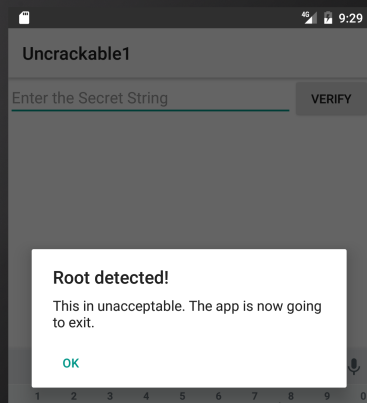 4G 9:29
Uncrackable1
Enter the Secret String VERIFY
Root detected!
This in unacceptable. The app is now going
to exit.
OK
1 2 3 4 5 6 7 8 9 0